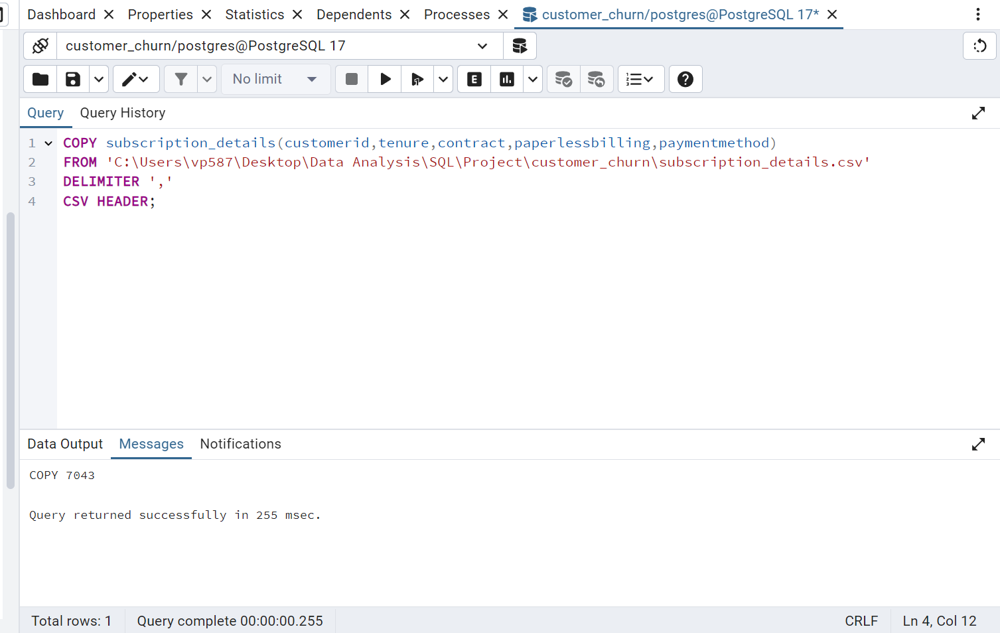 Dashboard Properties Statistics Dependents Processes customer_churn/postgres@PostgreSQL 17*
customer_churn/postgres@PostgreSQL 17
No limit
Query Query History
1 COPY subscription_details(customerid,tenure,contract,paperlessbilling,paymentmethod)
2 FROM 'C:\Users\vp587\Desktop\Data Analysis\SQL\Project\customer_churn\subscription_details.csv'
3 DELIMITER ','
4 CSV HEADER;
Data Output Messages Notifications
COPY 7043
Query returned successfully in 255 msec.
Total rows: 1 Query complete 00:00:00.255 CRLF Ln 4, Col 12